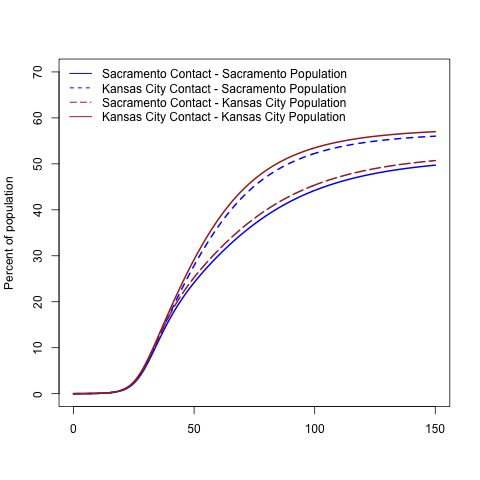 Sacramento Contact - Sacramento Population
Kansas City Contact - Sacramento Population
Sacramento Contact - Kansas City Population
Kansas City Contact - Kansas City Population
Percent of population
70
60
50
40
30
20
10
0
0 50 100 150